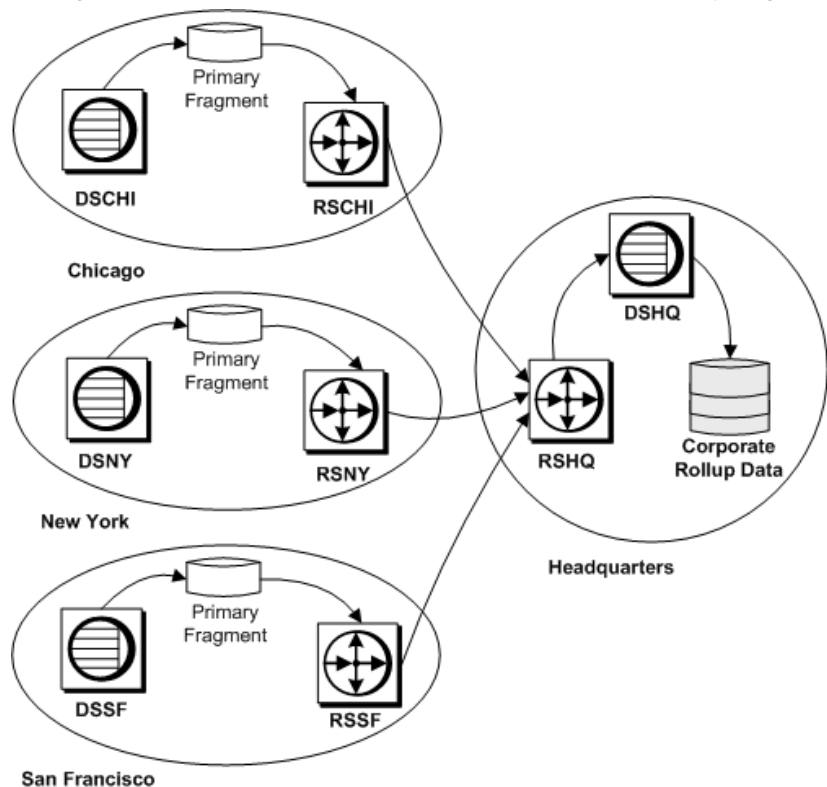 Primary
Fragment
DSCHI
RSCHI
Chicago
Primary
Fragment
DSNY
RSNY
New York
Primary
Fragment
DSSF
RSSF
San Francisco
DSHQ
RSHQ
Corporate
Rollup Data
Headquarters